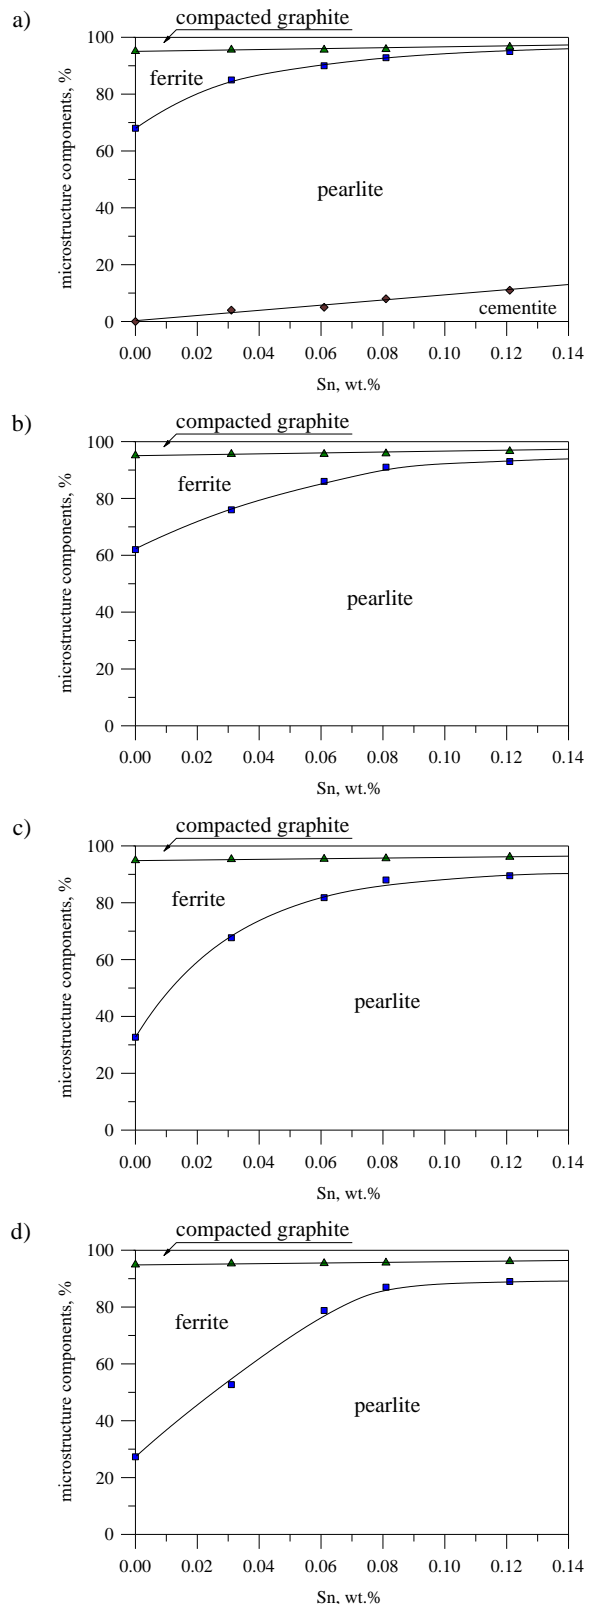 a)
compacted graphite
100
80
60
40
20
0
microstructure components, %
ferrite
pearlite
cementite
0.00 0.02 0.04 0.06 0.08 0.10 0.12 0.14
Sn, wt.%
b)
compacted graphite
100
80
60
40
20
0
microstructure components, %
ferrite
pearlite
0.00 0.02 0.04 0.06 0.08 0.10 0.12 0.14
Sn, wt.%
c)
compacted graphite
100
80
60
40
20
0
microstructure components, %
ferrite
pearlite
0.00 0.02 0.04 0.06 0.08 0.10 0.12 0.14
Sn, wt.%
d)
compacted graphite
100
80
60
40
20
0
microstructure components, %
ferrite
pearlite
0.00 0.02 0.04 0.06 0.08 0.10 0.12 0.14
Sn, wt.%